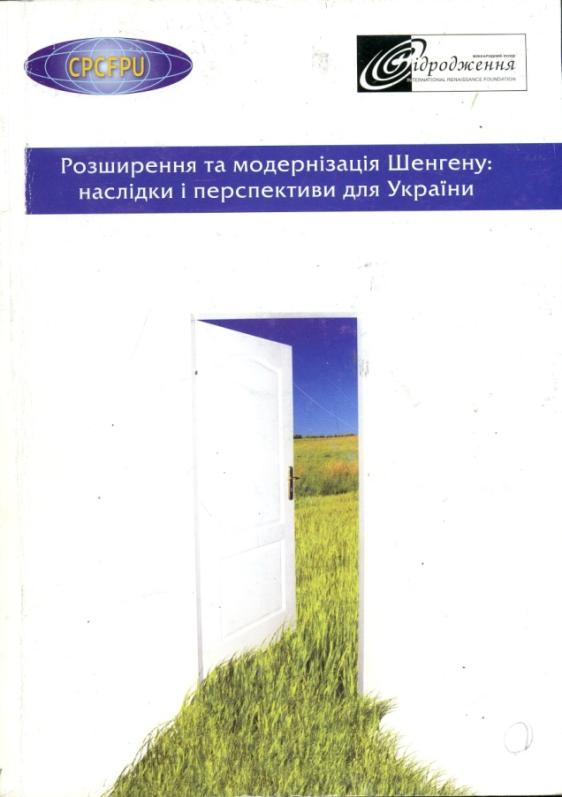 CPCFPU
МІЖНАРОДНИЙ ФОНД
Відродження
INTERNATIONAL RENAISSANCE FOUNDATION
Розширення та модернізація Шенгену:
наслідки і перспективи для України